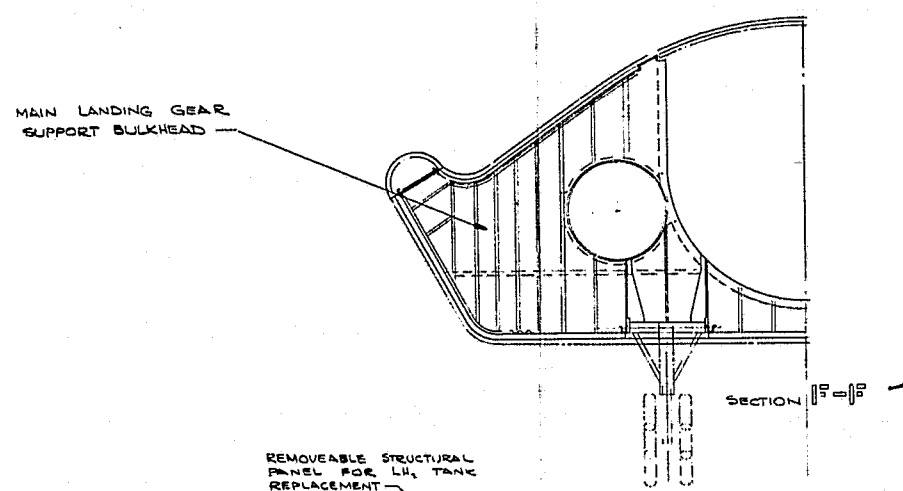 MAIN LANDING GEAR
SUPPORT BULKHEAD
SECTION F-F
REMOVEABLE STRUCTURAL
PANEL FOR LH₂ TANK
REPLACEMENT